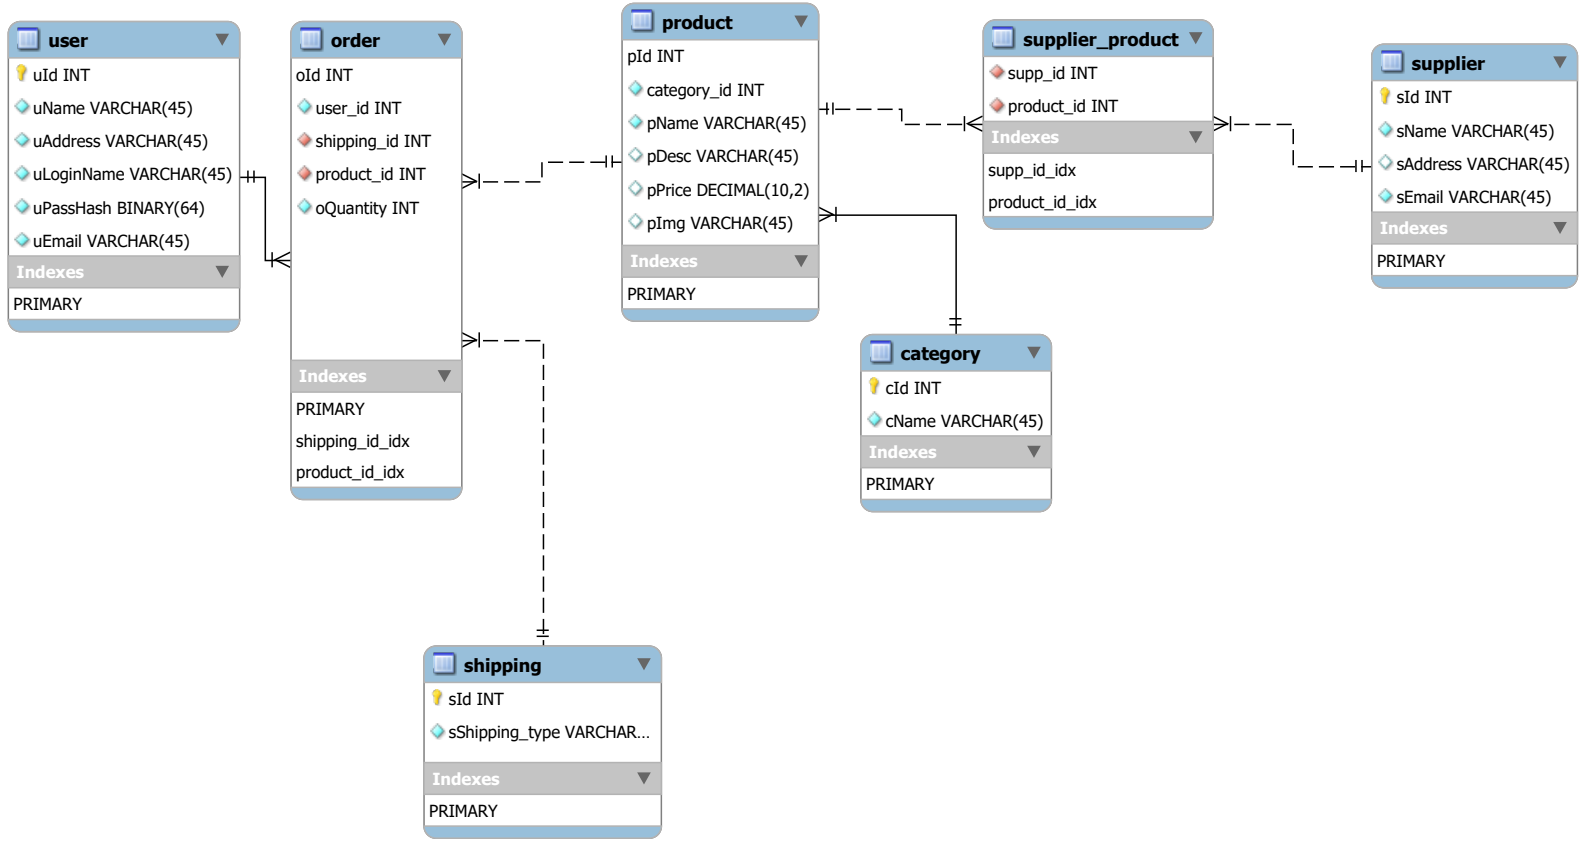 user
uId INT
uName VARCHAR(45)
uAddress VARCHAR(45)
uLoginName VARCHAR(45)
uPassHash BINARY(64)
uEmail VARCHAR(45)
Indexes
PRIMARY
order
oId INT
user_id INT
shipping_id INT
product_id INT
oQuantity INT
Indexes
PRIMARY
shipping_id_idx
product_id_idx
product
pId INT
category_id INT
pName VARCHAR(45)
pDesc VARCHAR(45)
pPrice DECIMAL(10,2)
pImg VARCHAR(45)
Indexes
PRIMARY
supplier_product
supp_id INT
product_id INT
Indexes
supp_id_idx
product_id_idx
supplier
sId INT
sName VARCHAR(45)
sAddress VARCHAR(45)
sEmail VARCHAR(45)
Indexes
PRIMARY
category
cId INT
cName VARCHAR(45)
Indexes
PRIMARY
shipping
sId INT
sShipping_type VARCHAR...
Indexes
PRIMARY